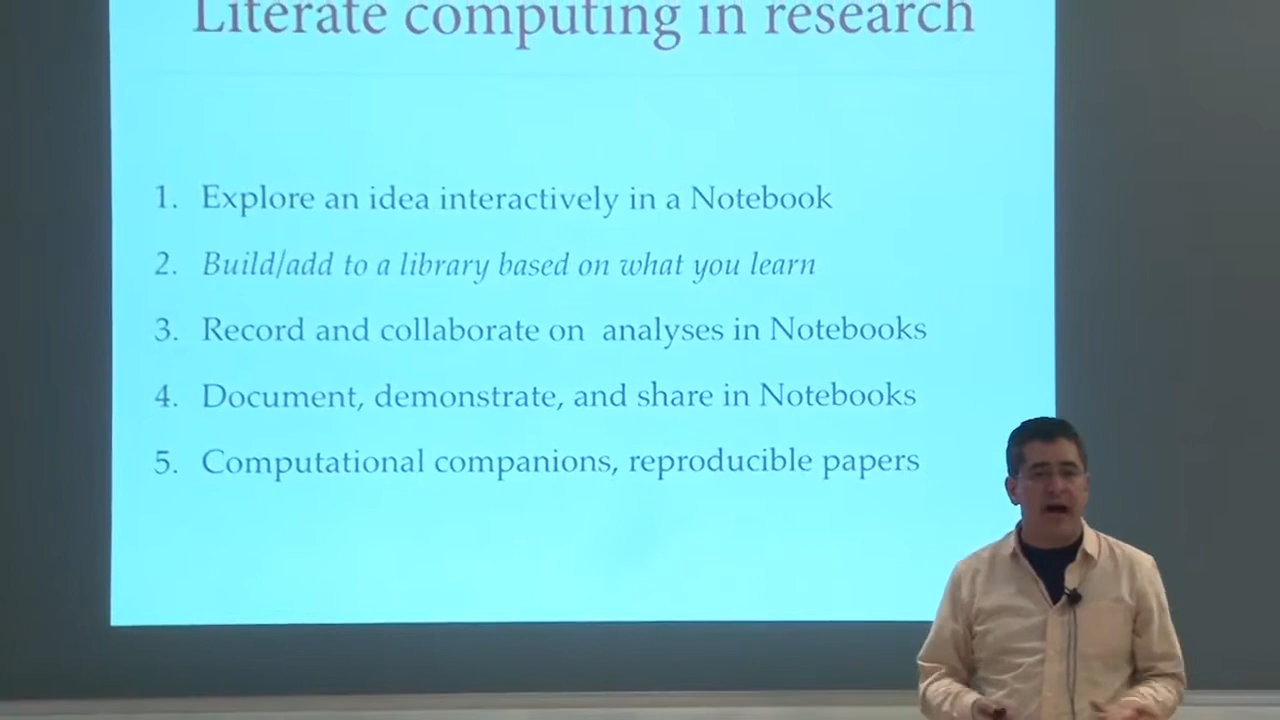 Literate computing in research
1. Explore an idea interactively in a Notebook
2. Build/add to a library based on what you learn
3. Record and collaborate on analyses in Notebooks
4. Document, demonstrate, and share in Notebooks
5. Computational companions, reproducible papers